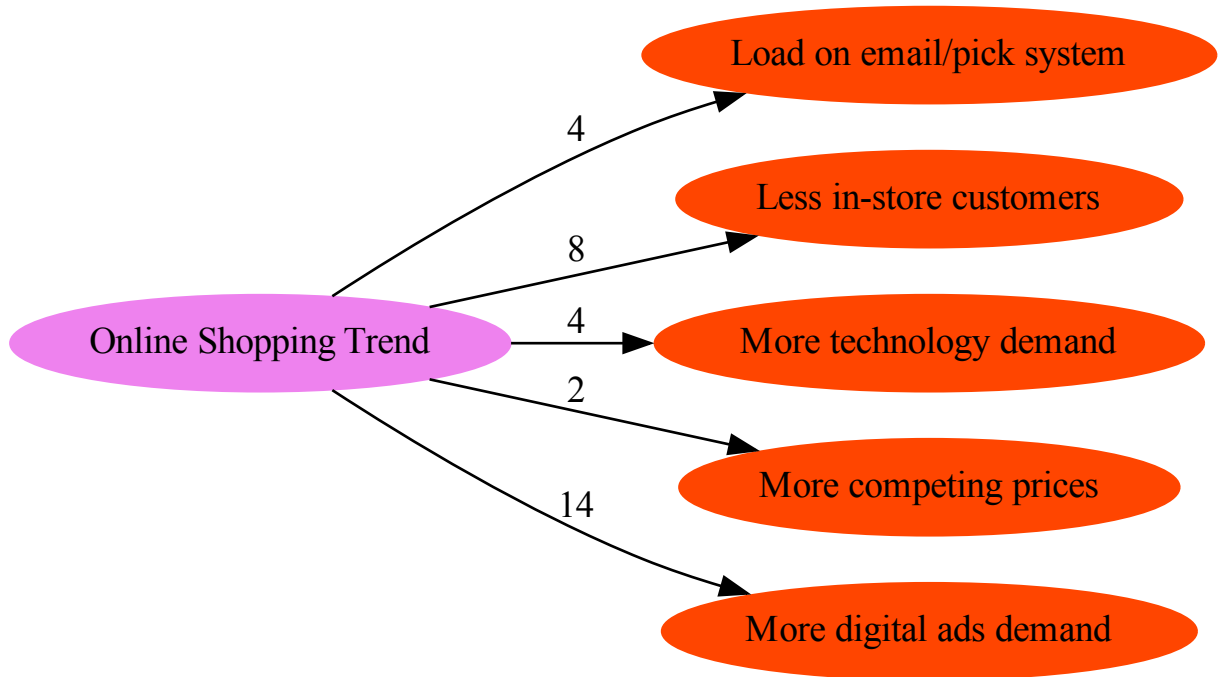 Load on email/pick system
4
Less in-store customers
8
Online Shopping Trend
4
More technology demand
2
More competing prices
14
More digital ads demand